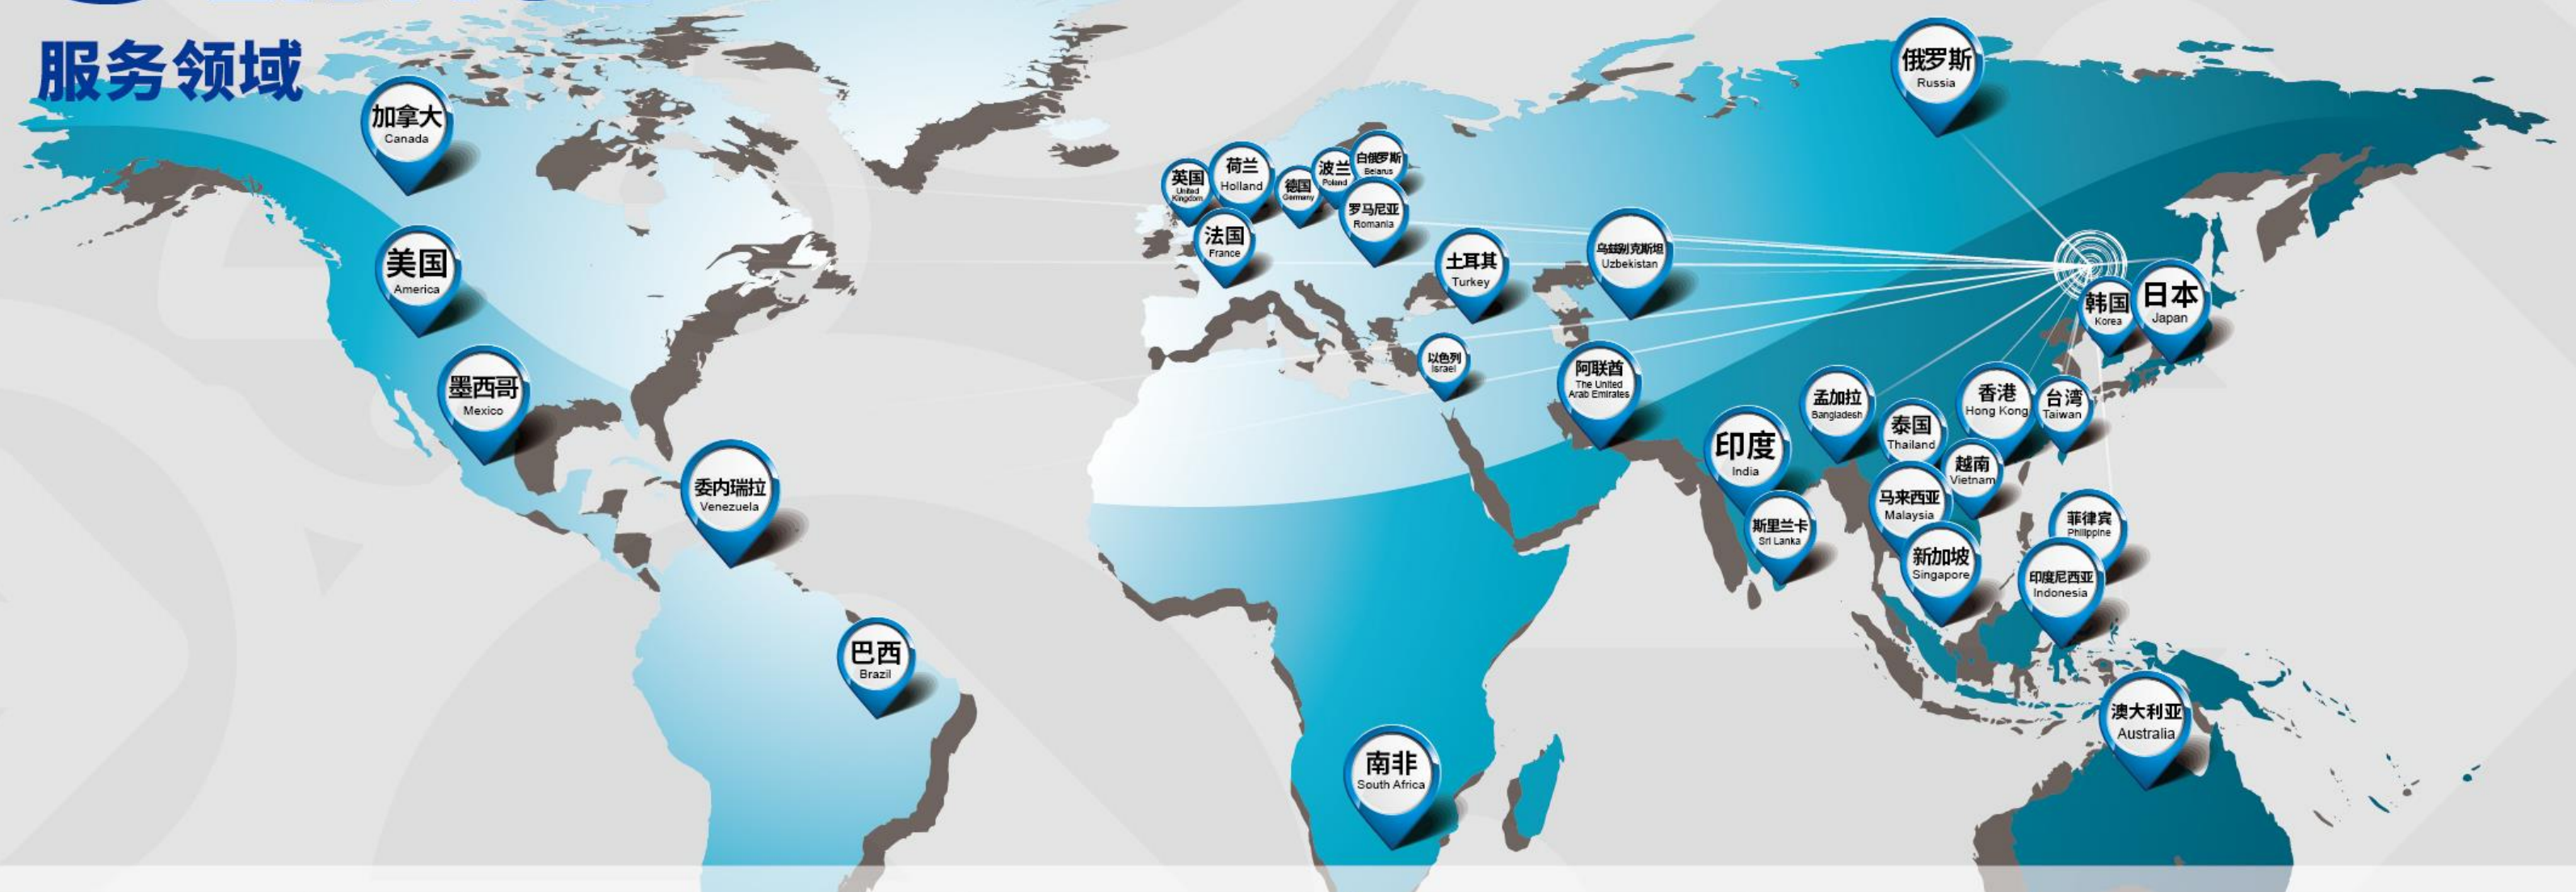 服务领域
加拿大
Canada
美国
America
墨西哥
Mexico
委内瑞拉
Venezuela
巴西
Brazil
英国
United
Kingdom
荷兰
Holland
法国
France
德国
Germany
波兰
Poland
白俄罗斯
Belarus
罗马尼亚
Romania
土耳其
Turkey
以色列
Israel
乌兹别克斯坦
Uzbekistan
阿联酋
The United
Arab Emirates
南非
South Africa
俄罗斯
Russia
韩国
Korea
日本
Japan
印度
India
斯里兰卡
Sri Lanka
孟加拉
Bangladesh
泰国
Thailand
香港
Hong Kong
台湾
Taiwan
越南
Vietnam
马来西亚
Malaysia
新加坡
Singapore
菲律宾
Philippine
印度尼西亚
Indonesia
澳大利亚
Australia